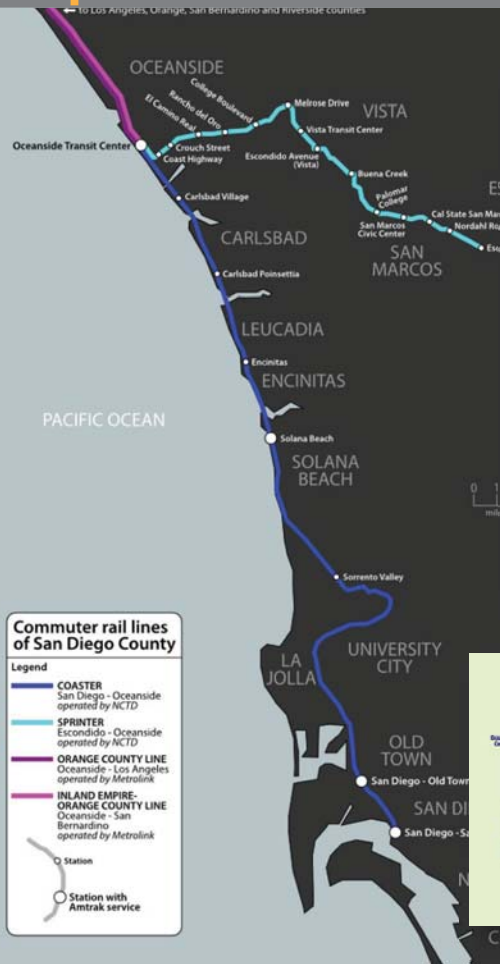 ← to Los Angeles, Orange, San Bernardino and Riverside counties
OCEANSIDE
College Boulevard
Rancho del Oro
El Camino Real
Melrose Drive
VISTA
Vista Transit Center
Oceanside Transit Center
Crouch Street
Coast Highway
Escondido Avenue
(Vista)
Buena Creek
Palomar
College
Carlsbad Village
Cal State San Mar
San Marcos
Civic Center
Nordahl Ro
CARLSBAD
SAN
MARCOS
Carlsbad Poinsettia
LEUCADIA
Encinitas
ENCINITAS
PACIFIC OCEAN
Solana Beach
SOLANA
BEACH
0 1
mile
Sorrento Valley
Commuter rail lines
of San Diego County
Legend
COASTER
San Diego - Oceanside
operated by NCTD
SPRINTER
Escondido - Oceanside
operated by NCTD
ORANGE COUNTY LINE
Oceanside - Los Angeles
operated by Metrolink
INLAND EMPIRE-
ORANGE COUNTY LINE
Oceanside - San
Bernardino
operated by Metrolink
Station
Station with
Amtrak service
LA
JOLLA
UNIVERSITY
CITY
OLD
TOWN
San Diego - Old Town
SAN DI
San Diego - Sa
N
C